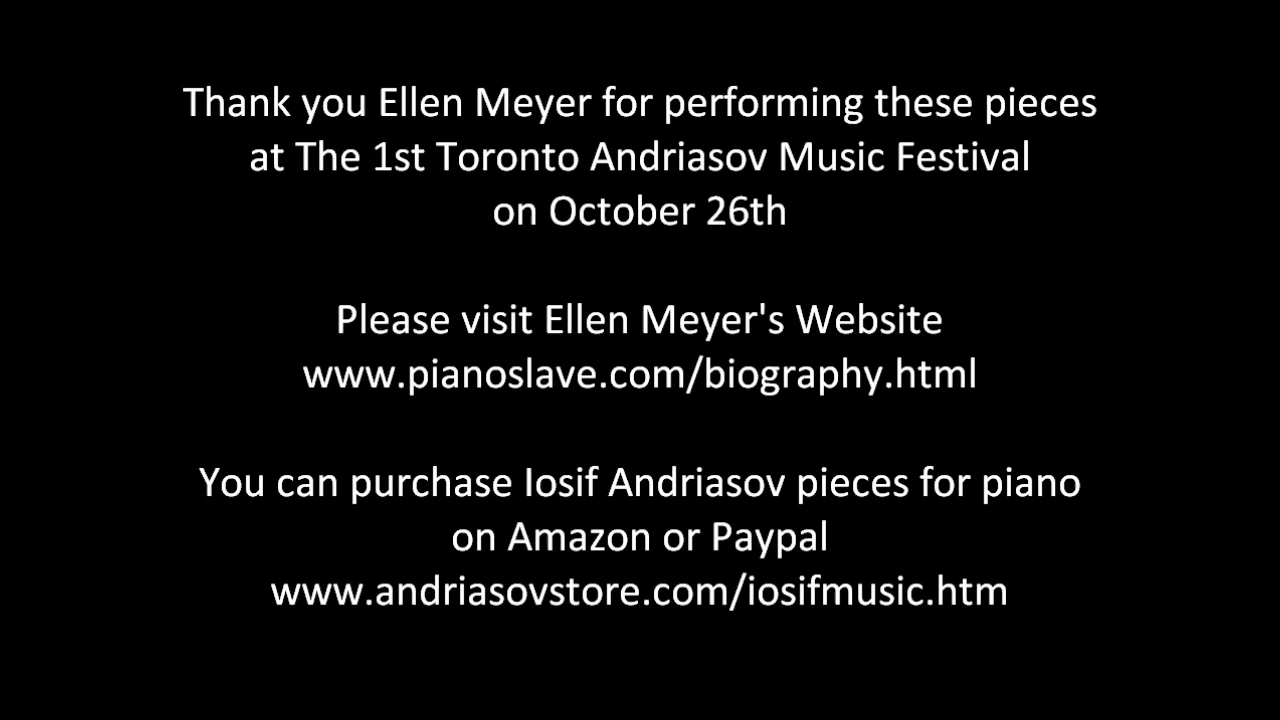 Thank you Ellen Meyer for performing these pieces
at The 1st Toronto Andriasov Music Festival
on October 26th
Please visit Ellen Meyer's Website
www.pianoslave.com/biography.html
You can purchase Iosif Andriasov pieces for piano
on Amazon or Paypal
www.andriasovstore.com/iosifmusic.htm